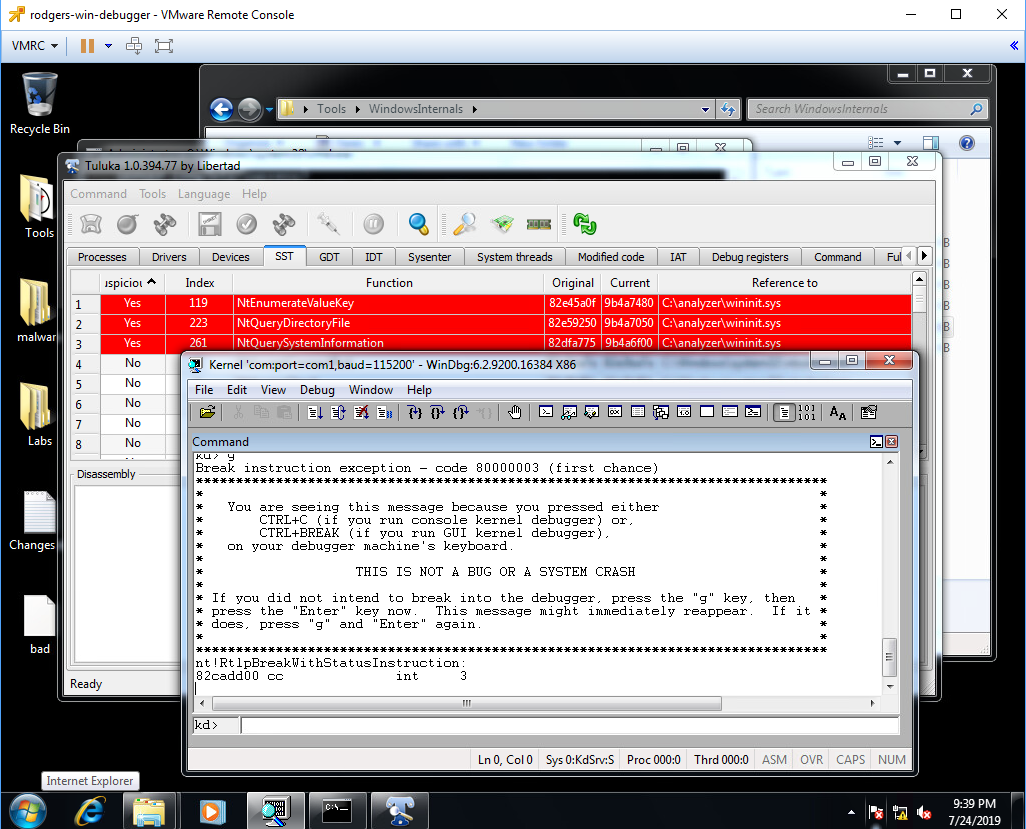 rodgers-win-debugger - VMware Remote Console
VMRC
Recycle Bin
Tools
malwar
Labs
Changes
bad
Tools WindowsInternals
Search WindowsInternals
Tuluka 1.0.394.77 by Libertad
Command Tools Language Help
Processes Drivers Devices SST GDT IDT Sysenter System threads Modified code IAT Debug registers Command Ful
uspiciou Index Function Original Current Reference to
1 Yes 119 NtEnumerateValueKey 82e45a0f 9b4a7480 C:\analyzer\wininit.sys
2 Yes 223 NtQueryDirectoryFile 82e59250 9b4a7050 C:\analyzer\wininit.sys
3 Yes 261 NtQuerySystemInformation 82dfa775 9b4a6f00 C:\analyzer\wininit.sys
4 No
5 No
6 No
7 No
8 No
Disassembly
Ready
Kernel 'com:port=com1,baud=115200' - WinDbg:6.2.9200.16384 X86
File Edit View Debug Window Help
Command
kd> g
Break instruction exception - code 80000003 (first chance)
*******************************************************************************
* *
* You are seeing this message because you pressed either *
* CTRL+C (if you run console kernel debugger) or, *
* CTRL+BREAK (if you run GUI kernel debugger), *
* on your debugger machine's keyboard. *
* *
* THIS IS NOT A BUG OR A SYSTEM CRASH *
* *
* If you did not intend to break into the debugger, press the "g" key, then *
* press the "Enter" key now. This message might immediately reappear. If it *
* does, press "g" and "Enter" again. *
* *
*******************************************************************************
nt!RtlpBreakWithStatusInstruction:
82cadd00 cc int 3
kd>
Ln 0, Col 0 Sys 0:KdSrv:S Proc 000:0 Thrd 000:0 ASM OVR CAPS NUM
Internet Explorer
9:39 PM
7/24/2019